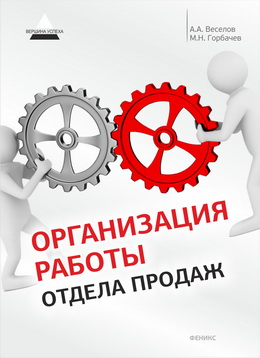 ВЕРШИНА УСПЕХА
А.А. Веселов
М.Н. Горбачев
ОРГАНИЗАЦИЯ
РАБОТЫ
ОТДЕЛА ПРОДАЖ
ФЕНИКС